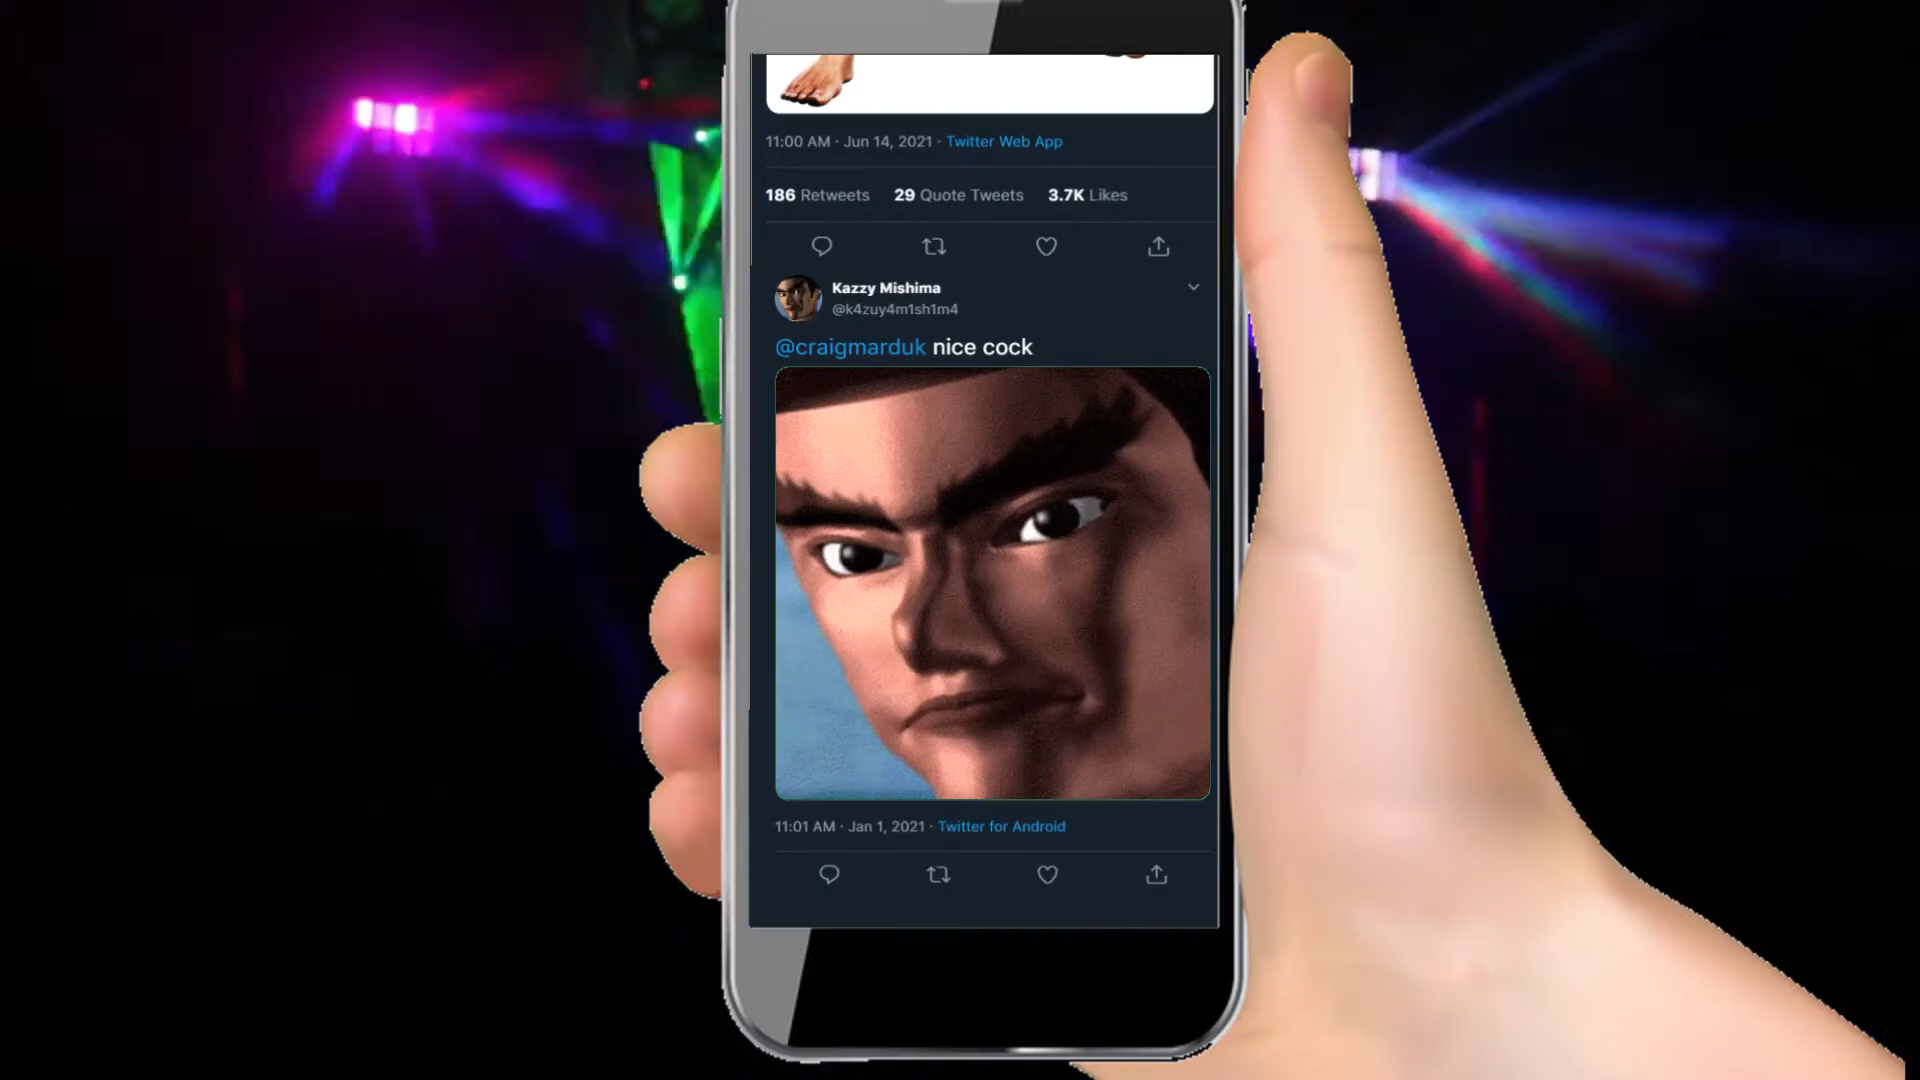 11:00 AM · Jun 14, 2021 · Twitter Web App
186 Retweets 29 Quote Tweets 3.7K Likes
Kazzy Mishima
@k4zuy4m1sh1m4
@craigmarduk nice cock
11:01 AM · Jan 1, 2021 · Twitter for Android